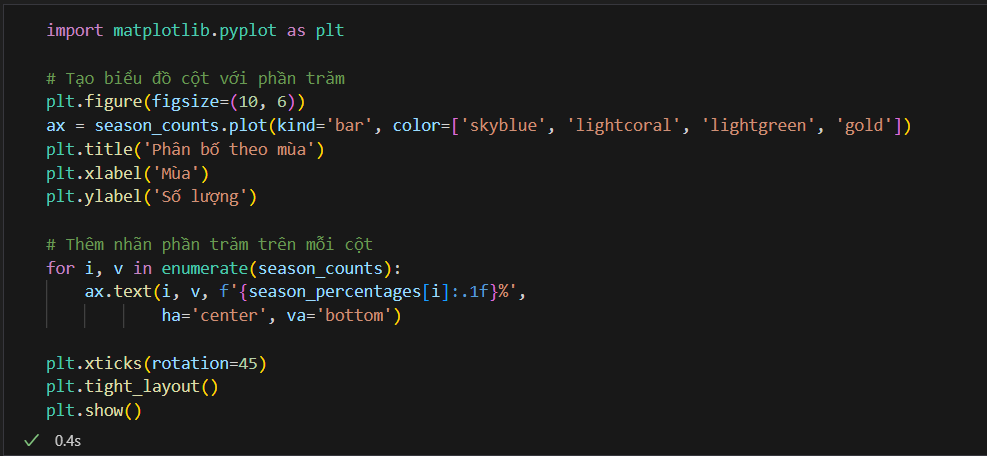 import matplotlib.pyplot as plt
# Tạo biểu đồ cột với phần trăm
plt.figure(figsize=(10, 6))
ax = season_counts.plot(kind='bar', color=['skyblue', 'lightcoral', 'lightgreen', 'gold'])
plt.title('Phân bố theo mùa')
plt.xlabel('Mùa')
plt.ylabel('Số lượng')
# Thêm nhãn phần trăm trên mỗi cột
for i, v in enumerate(season_counts):
    ax.text(i, v, f'{season_percentages[i]:.1f}%',
            ha='center', va='bottom')
plt.xticks(rotation=45)
plt.tight_layout()
plt.show()
0.4s